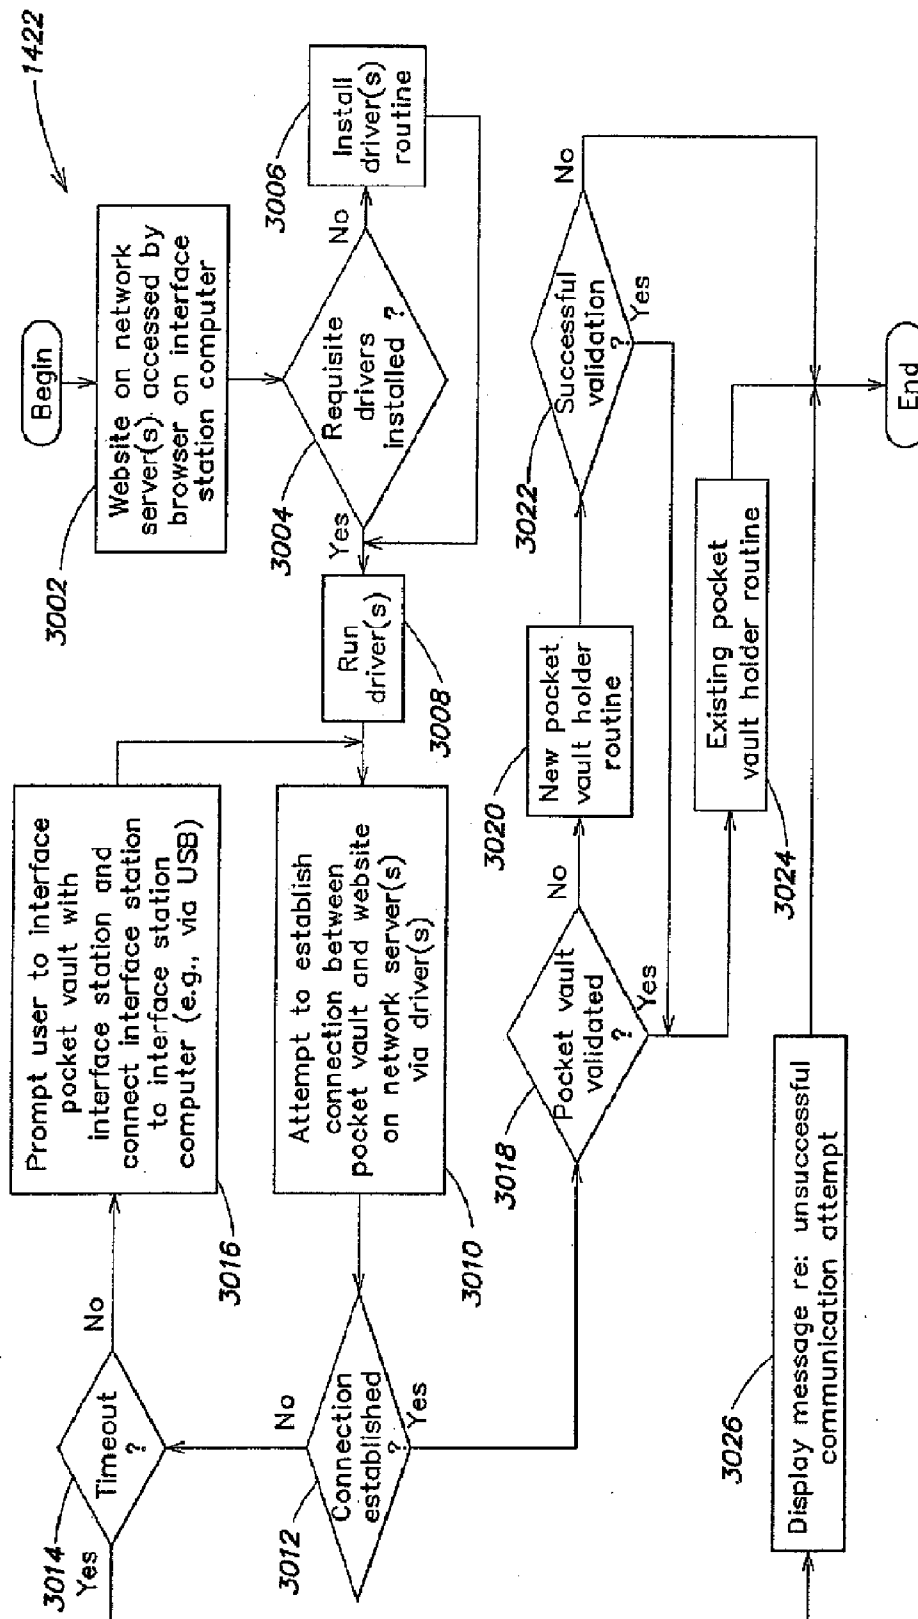 1422
Begin
3002
Website on network
server(s) accessed by
browser on interface
station computer
3004
Requisite
drivers
installed ?
No
Yes
3006
Install
driver(s)
routine
Run
driver(s)
3008
Prompt user to interface
pocket vault with
interface station and
connect interface station
to interface station
computer (e.g., via USB)
3016
Attempt to establish
connection between
pocket vault and website
on network server(s)
via driver(s)
3010
Timeout
?
3014
Yes
No
Connection
established
?
3012
No
Yes
Pocket vault
validated
?
3018
No
Yes
3020
New pocket
vault holder
routine
3022
Successful
validation
?
No
Yes
Existing pocket
vault holder routine
3024
3026
Display message re: unsuccessful
communication attempt
End